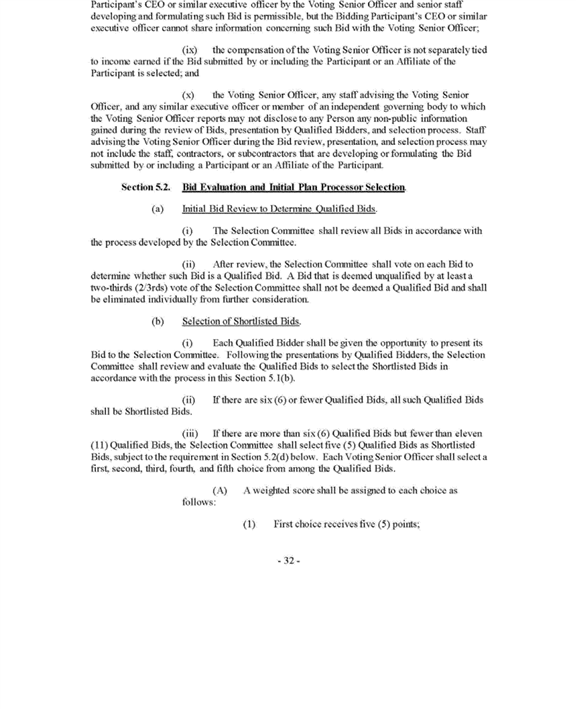 Participant's CEO or similar executive officer by the Voting Senior Officer and senior staff
developing and formulating such Bid is permissible, but the Bidding Participant's CEO or similar
executive officer cannot share information concerning such Bid with the Voting Senior Officer;
(ix) the compensation of the Voting Senior Officer is not separately tied
to income earned if the Bid submitted by or including the Participant or an Affiliate of the
Participant is selected; and
(x) the Voting Senior Officer, any staff advising the Voting Senior
Officer, and any similar executive officer or member of an independent governing body to which
the Voting Senior Officer reports may not disclose to any Person any non-public information
gained during the review of Bids, presentation by Qualified Bidders, and selection process. Staff
advising the Voting Senior Officer during the Bid review, presentation, and selection process may
not include the staff, contractors, or subcontractors that are developing or formulating the Bid
submitted by or including a Participant or an Affiliate of the Participant.
Section 5.2. Bid Evaluation and Initial Plan Processor Selection.
(a) Initial Bid Review to Determine Qualified Bids.
(i) The Selection Committee shall review all Bids in accordance with
the process developed by the Selection Committee.
(ii) After review, the Selection Committee shall vote on each Bid to
determine whether such Bid is a Qualified Bid. A Bid that is deemed unqualified by at least a
two-thirds (2/3rds) vote of the Selection Committee shall not be deemed a Qualified Bid and shall
be eliminated individually from further consideration.
(b) Selection of Shortlisted Bids.
(i) Each Qualified Bidder shall be given the opportunity to present its
Bid to the Selection Committee. Following the presentations by Qualified Bidders, the Selection
Committee shall review and evaluate the Qualified Bids to select the Shortlisted Bids in
accordance with the process in this Section 5.1(b).
(ii) If there are six (6) or fewer Qualified Bids, all such Qualified Bids
shall be Shortlisted Bids.
(iii) If there are more than six (6) Qualified Bids but fewer than eleven
(11) Qualified Bids, the Selection Committee shall select five (5) Qualified Bids as Shortlisted
Bids, subject to the requirement in Section 5.2(d) below. Each Voting Senior Officer shall select a
first, second, third, fourth, and fifth choice from among the Qualified Bids.
(A) A weighted score shall be assigned to each choice as
follows:
(1) First choice receives five (5) points;
- 32 -